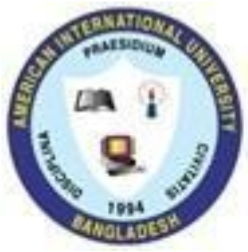 AMERICAN INTERNATIONAL UNIVERSITY
PRAESIDIUM
DISCIPLINA
CIVITATIS
1994
BANGLADESH